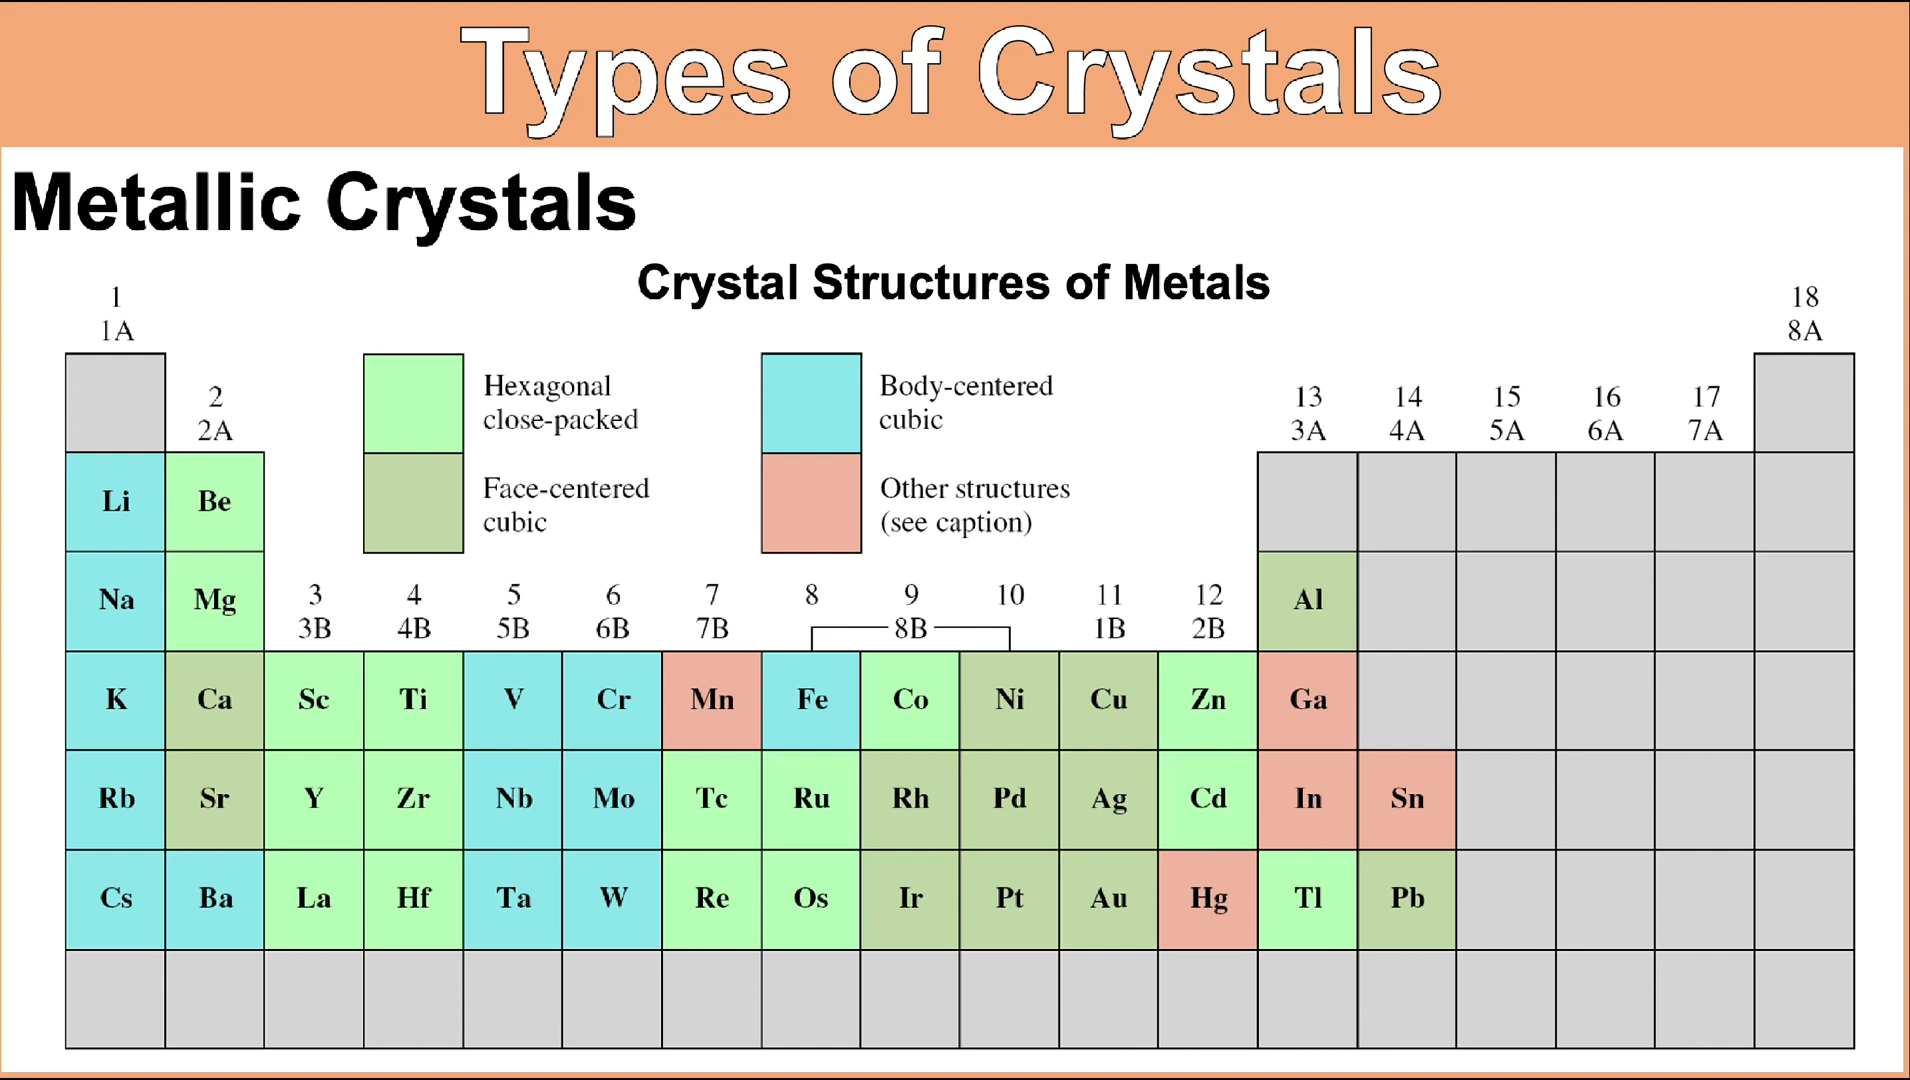 Types of Crystals
Metallic Crystals
Crystal Structures of Metals
1
1A
18
8A
2
2A
Hexagonal
close-packed
Body-centered
cubic
13 14 15 16 17
3A 4A 5A 6A 7A
Face-centered
cubic
Other structures
(see caption)
Li Be
Na Mg
3 4 5 6 7 8 9 10 11 12
3B 4B 5B 6B 7B 8B 1B 2B
Al
K Ca Sc Ti V Cr Mn Fe Co Ni Cu Zn Ga
Rb Sr Y Zr Nb Mo Tc Ru Rh Pd Ag Cd In Sn
Cs Ba La Hf Ta W Re Os Ir Pt Au Hg Tl Pb